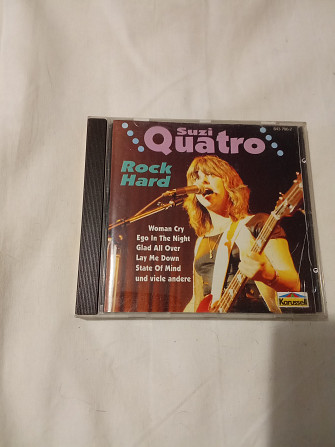 Suzi
Quatro
Rock
Hard
Woman Cry
Ego In The Night
Glad All Over
Lay Me Down
State Of Mind
und viele andere
Karussell